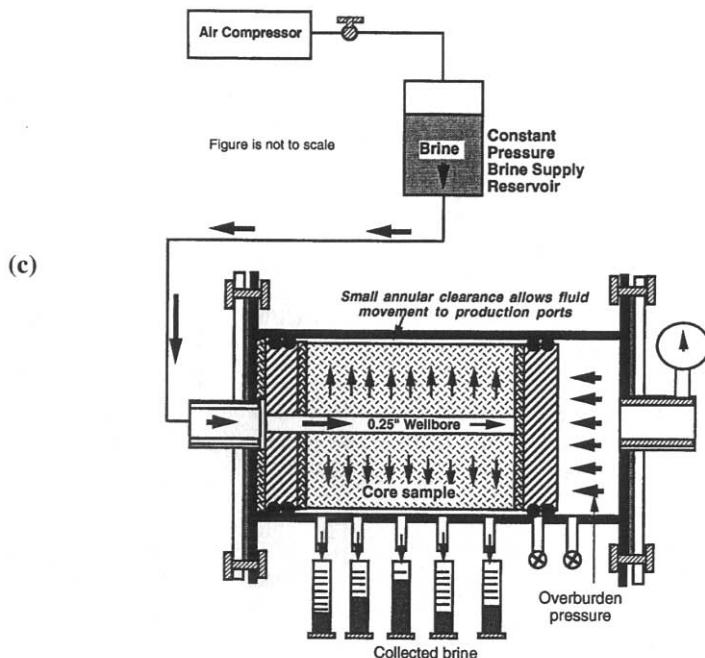 Air Compressor
Figure is not to scale
Brine
Constant
Pressure
Brine Supply
Reservoir
(c)
Small annular clearance allows fluid
movement to production ports
0.25" Wellbore
Core sample
Overburden
pressure
Collected brine